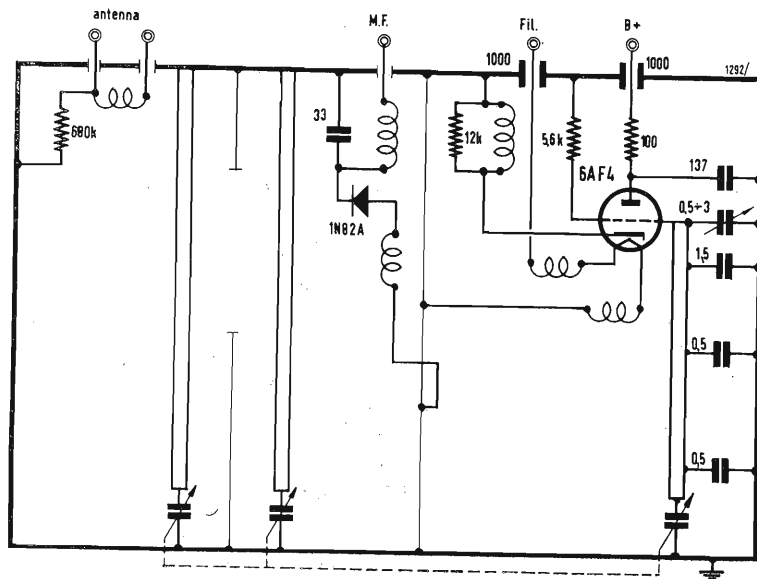 antenna
M.F.
Fil.
B+
1000
1000
1292/
680k
33
12k
5,6k
100
6AF4
137
0,5÷3
1N82A
1,5
0,5
0,5